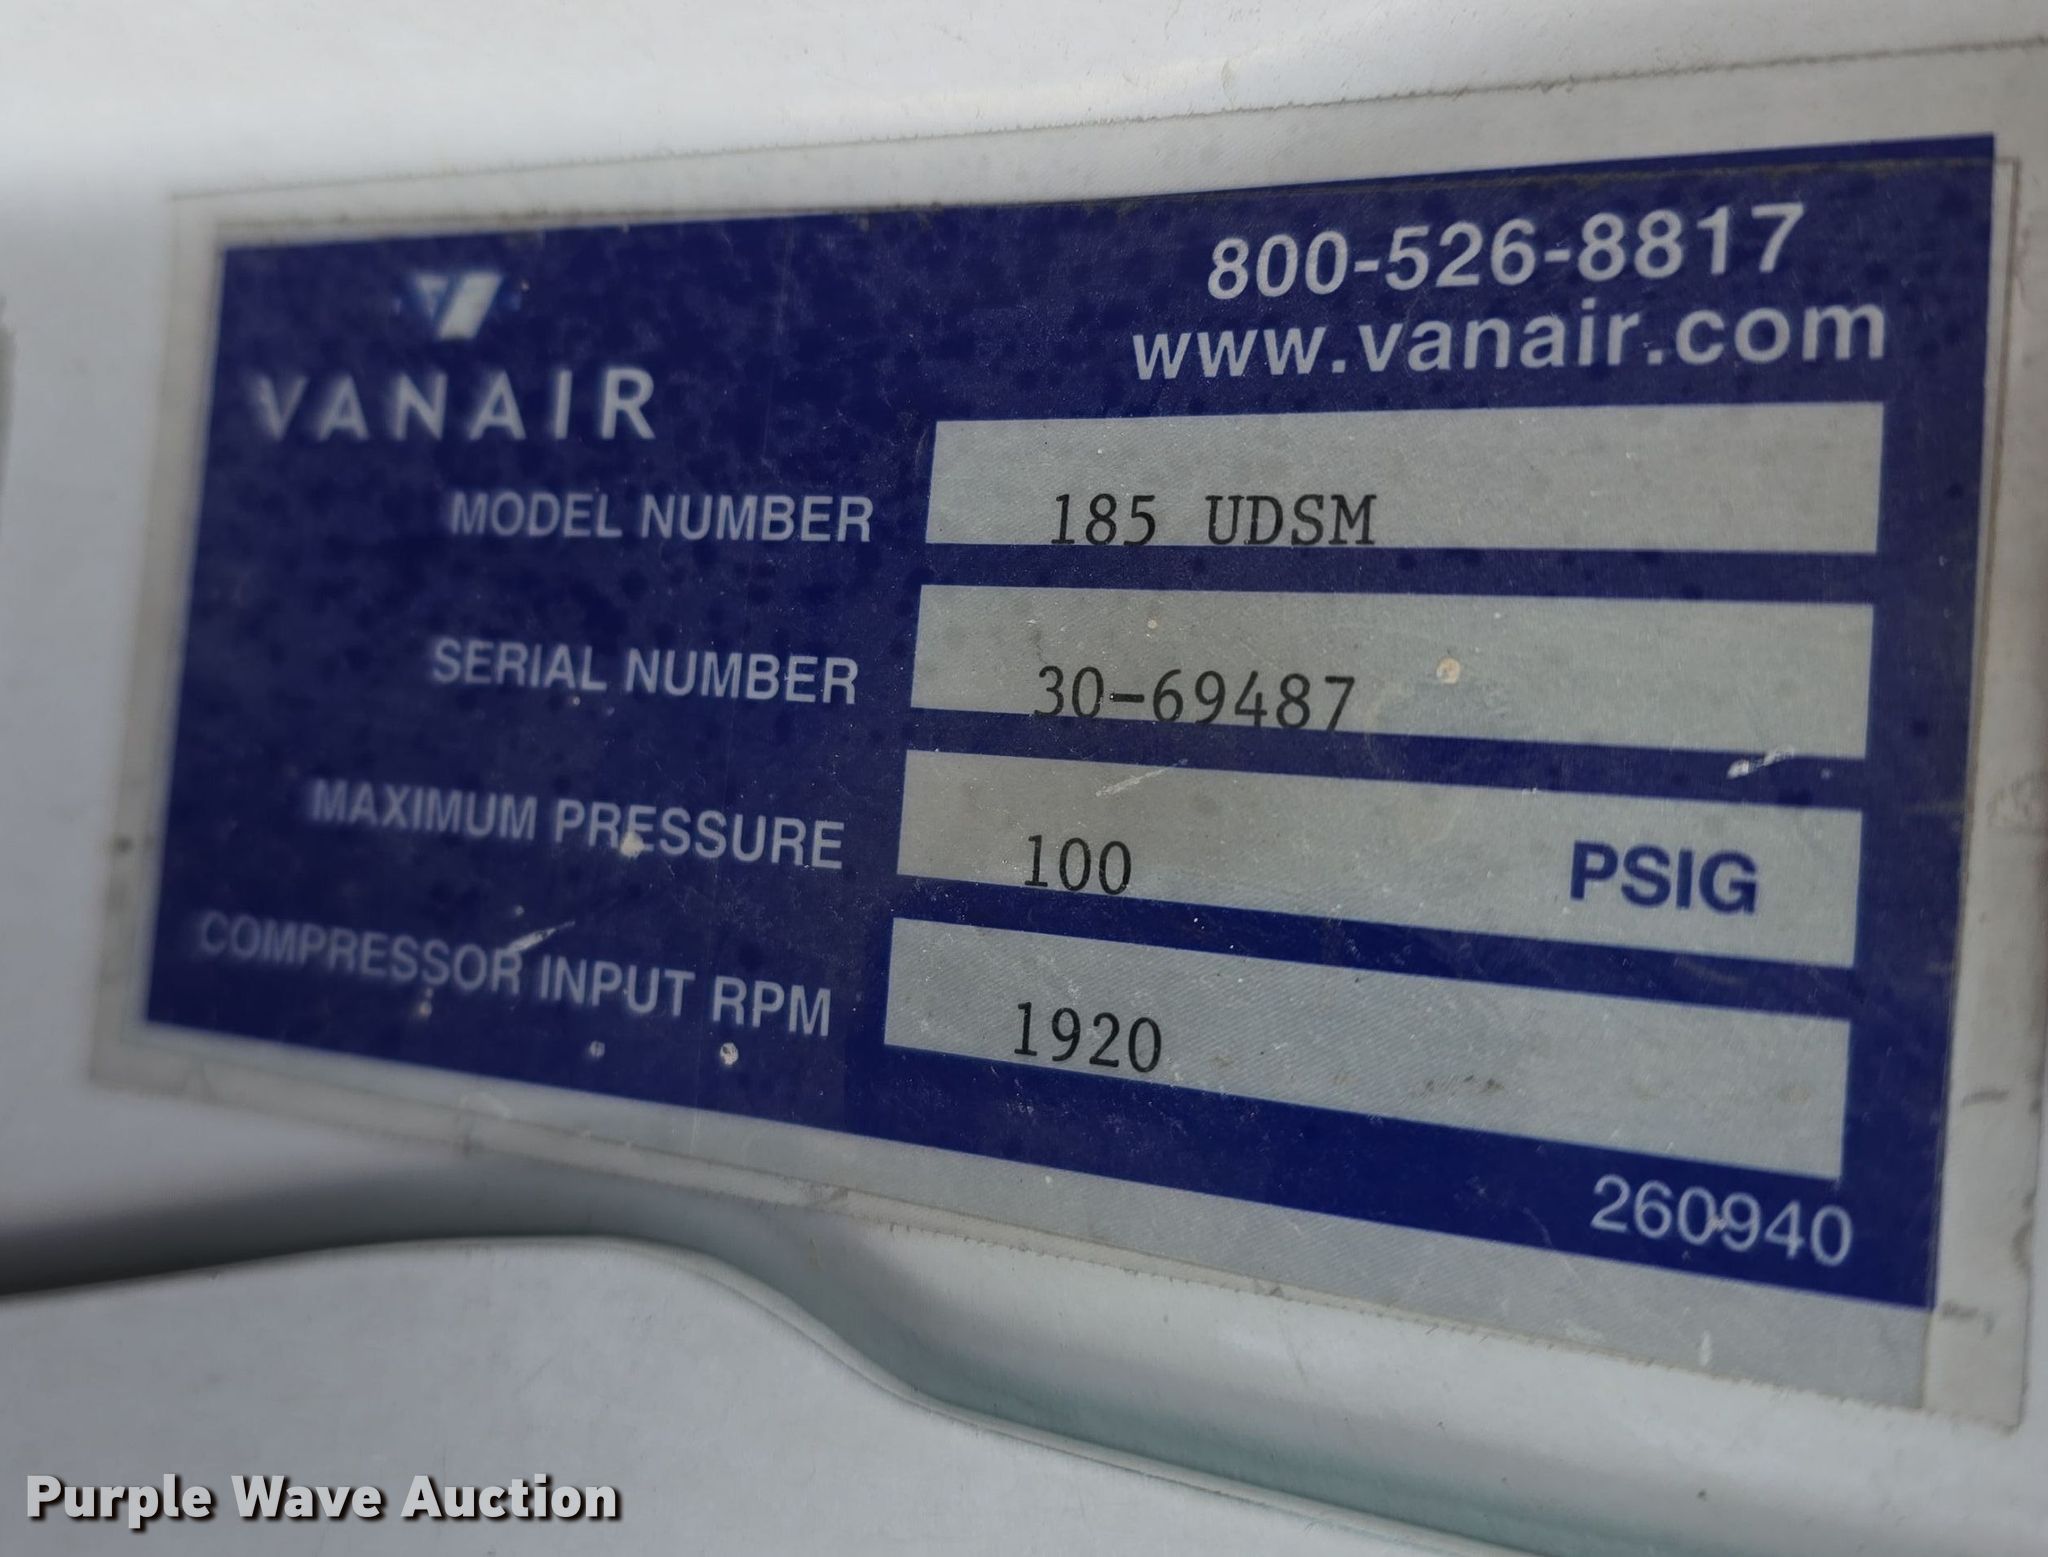 800-526-8817
www.vanair.com
VANAIR
MODEL NUMBER 185 UDSM
SERIAL NUMBER 30-69487
MAXIMUM PRESSURE 100 PSIG
COMPRESSOR INPUT RPM 1920
260940
Purple Wave Auction